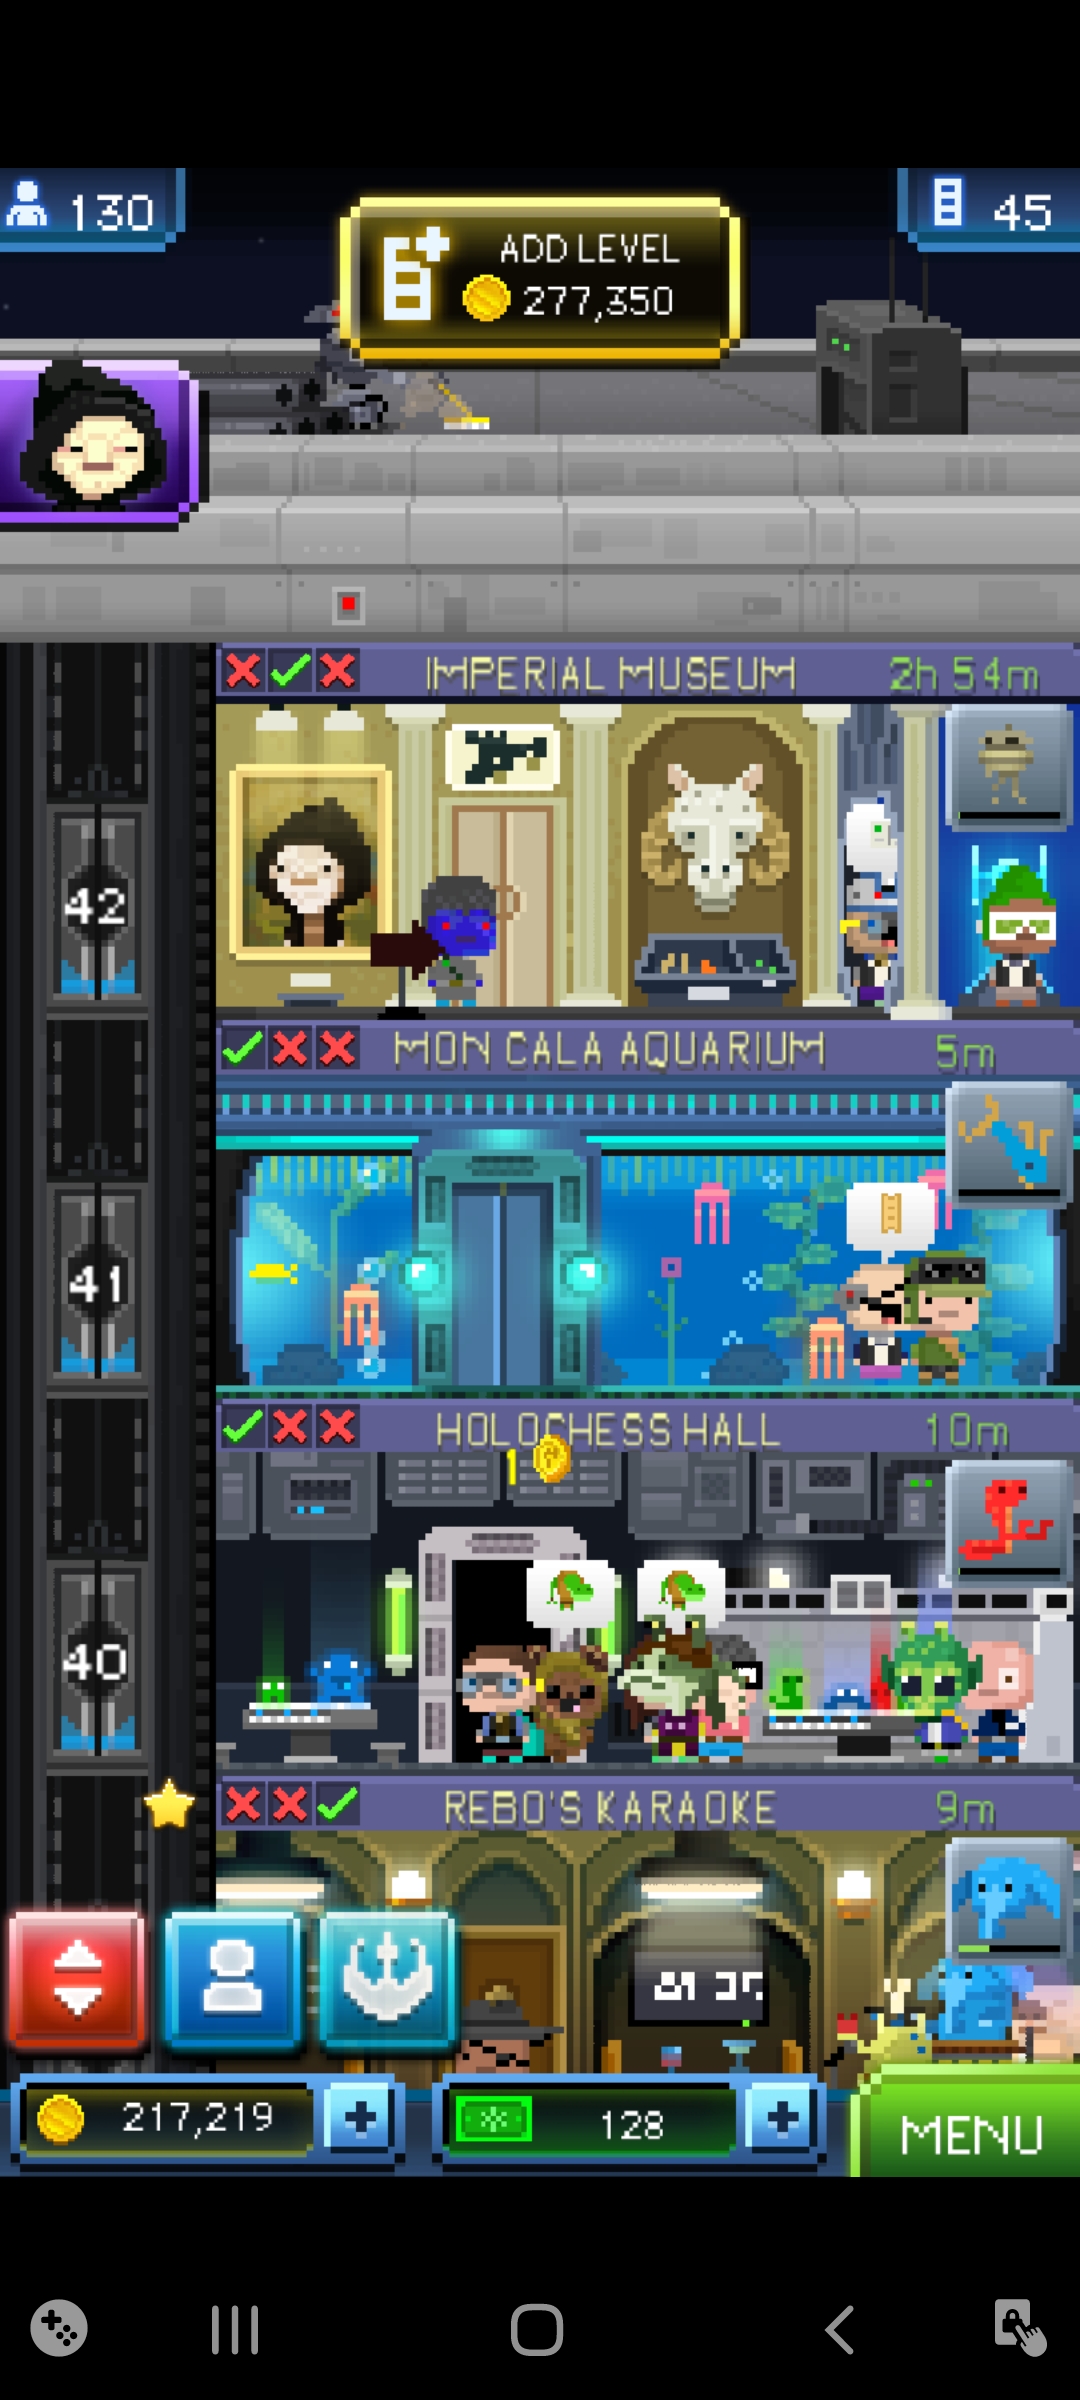 130
ADD LEVEL
277,350
45
IMPERIAL MUSEUM 2h 54m
42
MON CALA AQUARIUM 5m
41
HOLOCHESS HALL 10m
1
40
REBO'S KARAOKE 9m
217,219
128
MENU